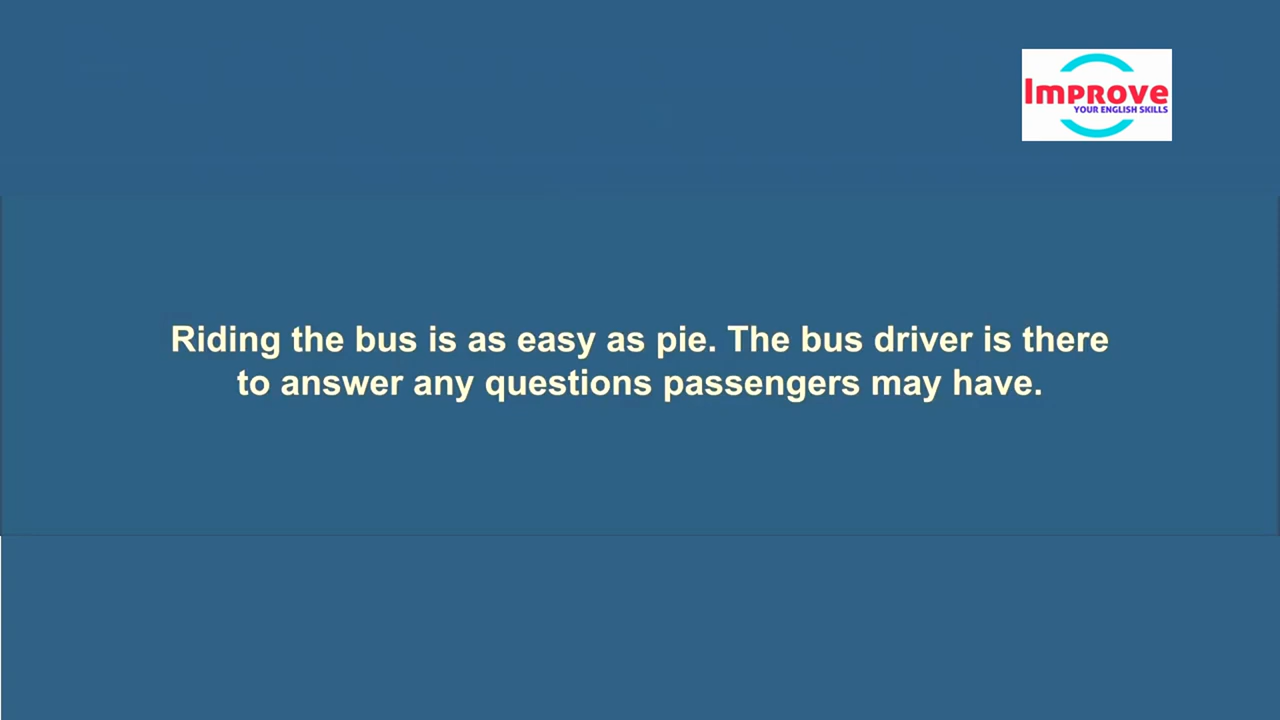 Improve
YOUR ENGLISH SKILLS
Riding the bus is as easy as pie. The bus driver is there
to answer any questions passengers may have.